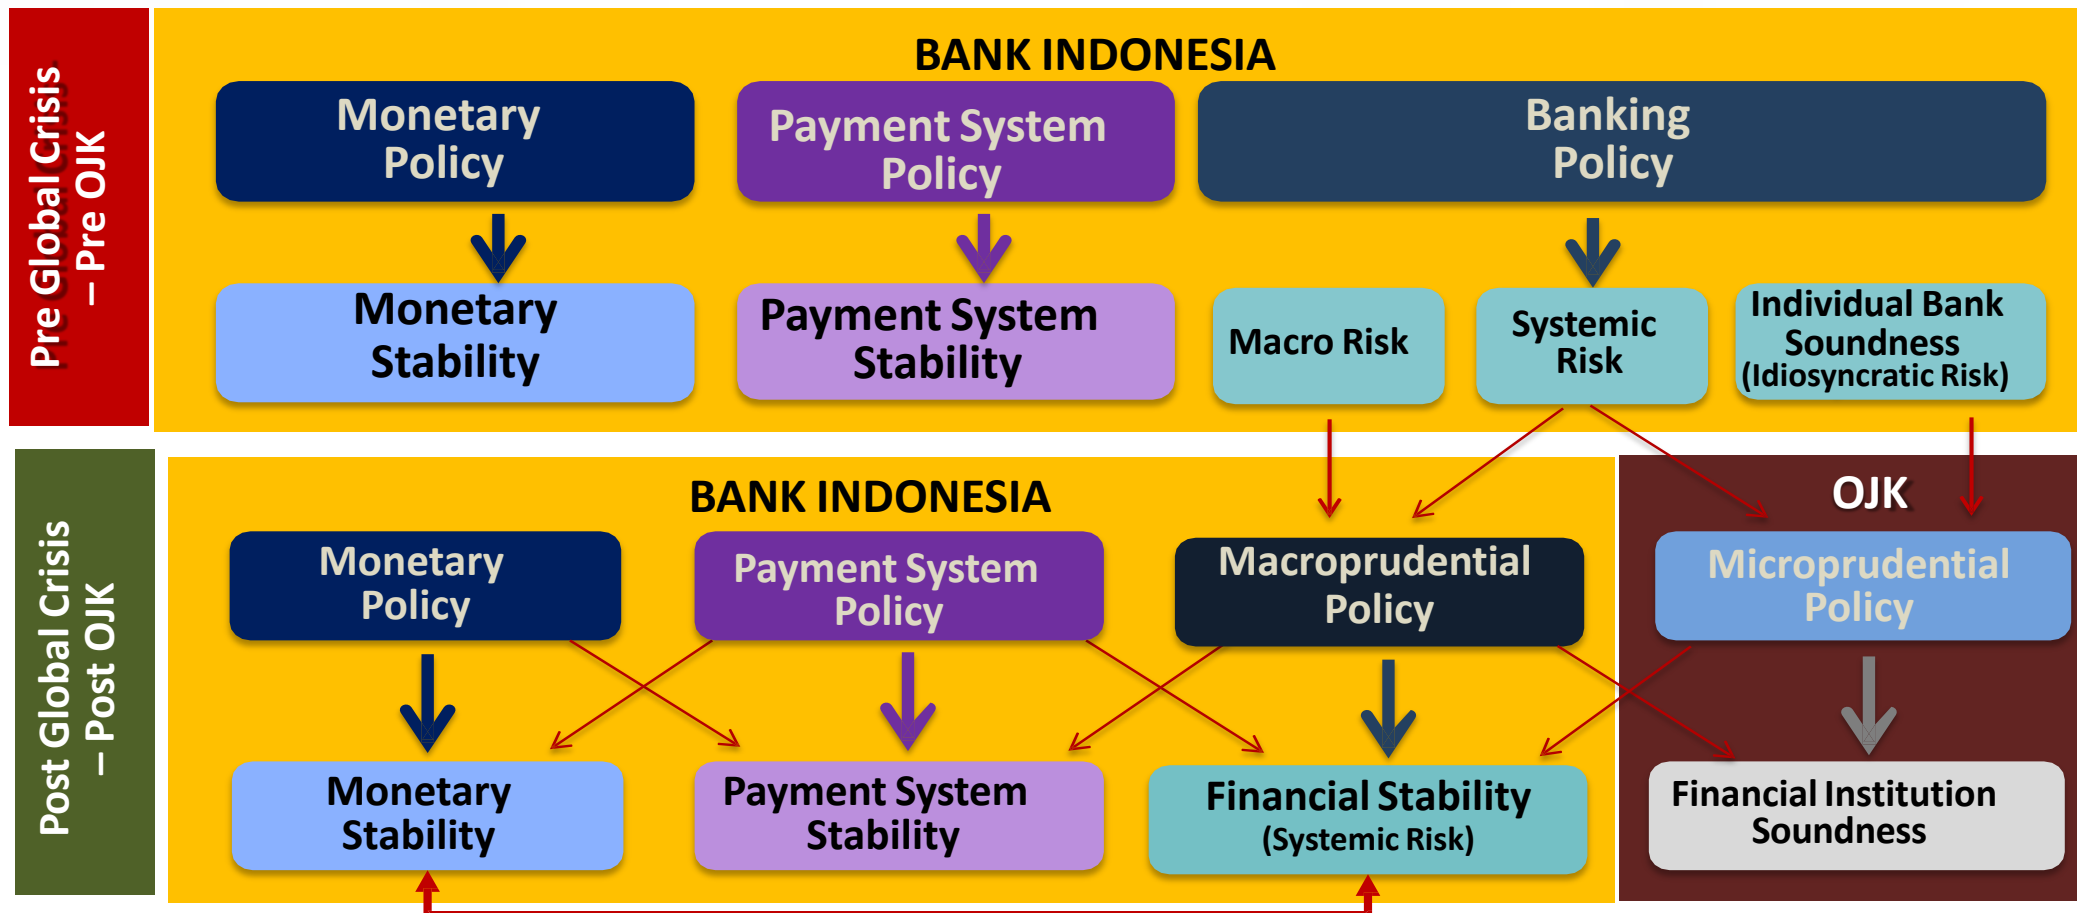 Pre Global Crisis
– Pre OJK
BANK INDONESIA
Monetary
Policy
Payment System
Policy
Banking
Policy
Monetary
Stability
Payment System
Stability
Macro Risk
Systemic
Risk
Individual Bank
Soundness
(Idiosyncratic Risk)
Post Global Crisis
– Post OJK
BANK INDONESIA
OJK
Monetary
Policy
Payment System
Policy
Macroprudential
Policy
Microprudential
Policy
Monetary
Stability
Payment System
Stability
Financial Stability
(Systemic Risk)
Financial Institution
Soundness